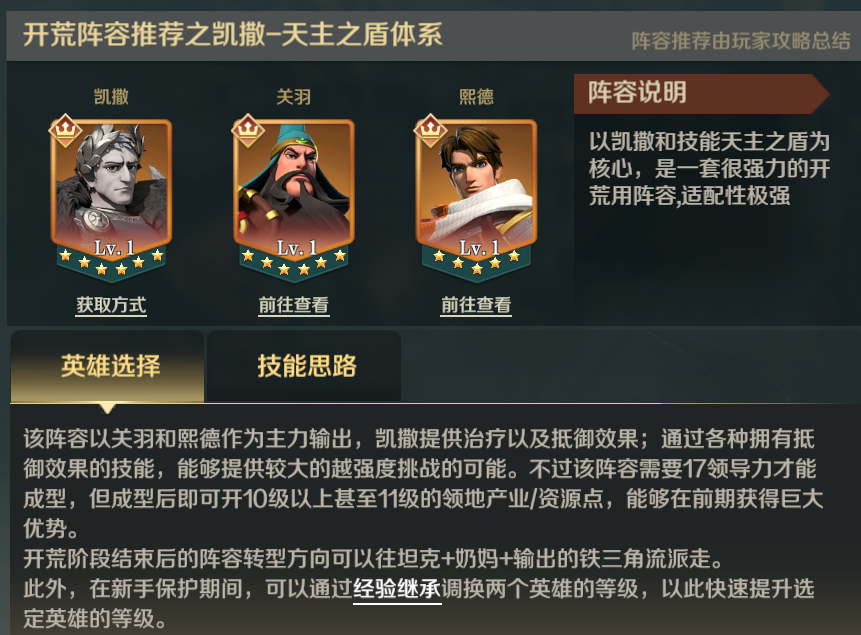 开荒阵容推荐之凯撒-天主之盾体系
阵容推荐由玩家攻略总结
凯撒
关羽
熙德
Lv. 1
Lv. 1
Lv. 1
获取方式
前往查看
前往查看
阵容说明
以凯撒和技能天主之盾为
核心，是一套很强力的开
荒用阵容,适配性极强
英雄选择
技能思路
该阵容以关羽和熙德作为主力输出，凯撒提供治疗以及抵御效果；通过各种拥有抵
御效果的技能，能够提供较大的越强度挑战的可能。不过该阵容需要17领导力才能
成型，但成型后即可开10级以上甚至11级的领地产业/资源点，能够在前期获得巨大
优势。
开荒阶段结束后的阵容转型方向可以往坦克+奶妈+输出的铁三角流派走。
此外，在新手保护期间，可以通过经验继承调换两个英雄的等级，以此快速提升选
定英雄的等级。